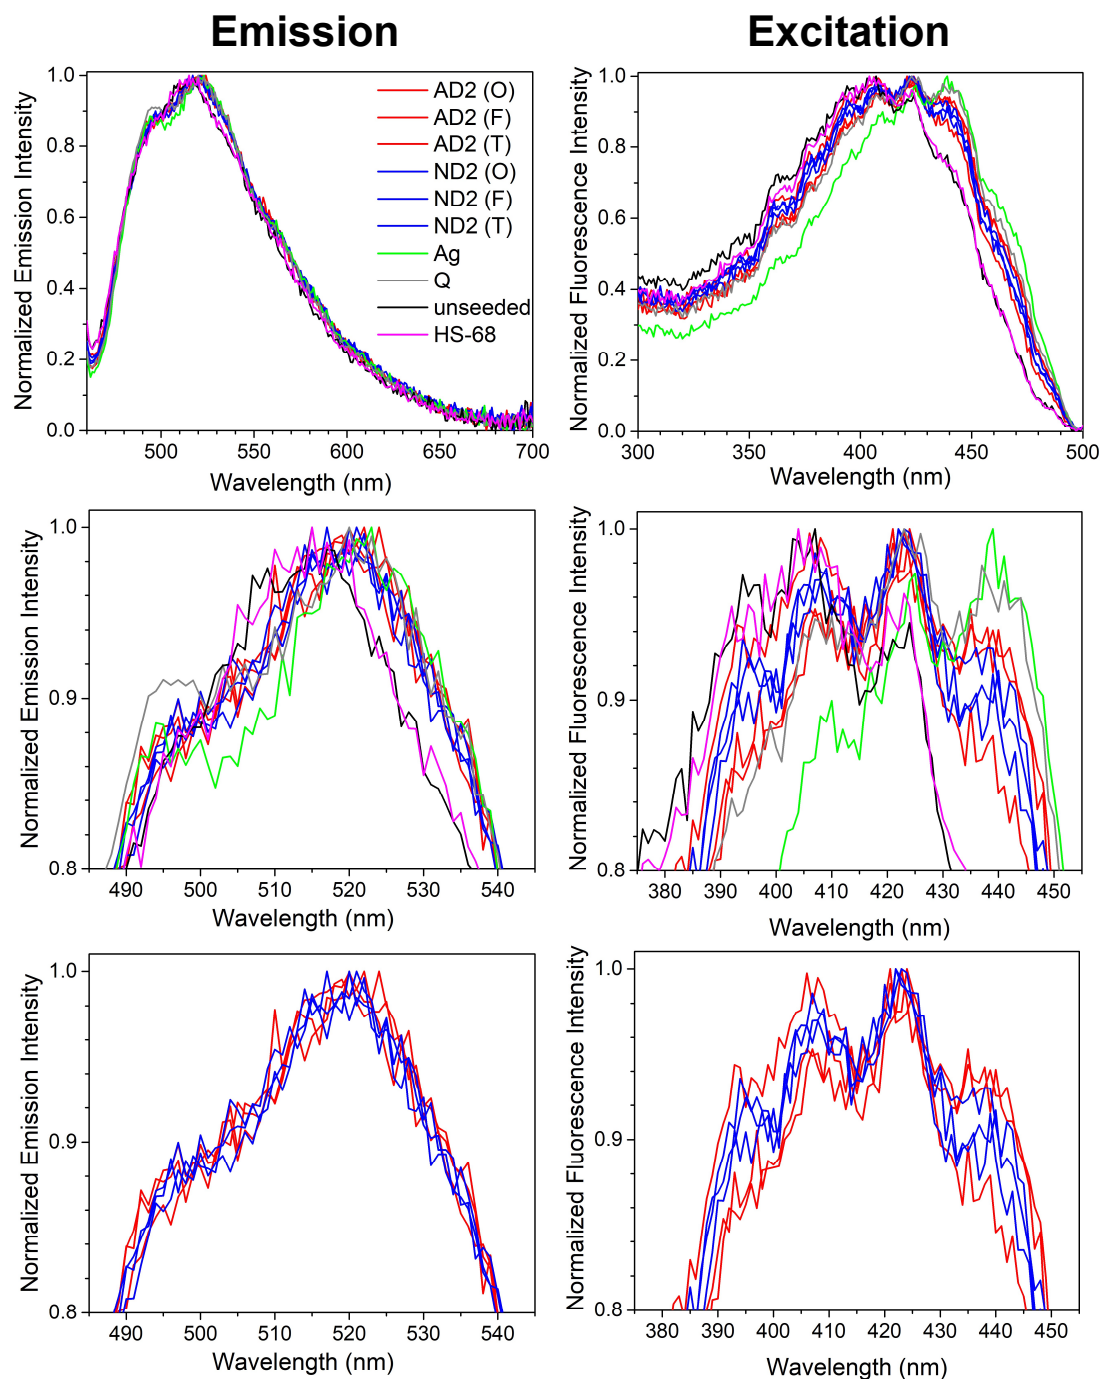 Emission
Excitation
Normalized Emission Intensity
1.0
0.8
0.6
0.4
0.2
0.0
500
550
600
650
700
Wavelength (nm)
AD2 (O)
AD2 (F)
AD2 (T)
ND2 (O)
ND2 (F)
ND2 (T)
Ag
Q
unseeded
HS-68
Normalized Fluorescence Intensity
1.0
0.8
0.6
0.4
0.2
0.0
300
350
400
450
500
Wavelength (nm)
Normalized Emission Intensity
1.0
0.9
0.8
490
500
510
520
530
540
Wavelength (nm)
Normalized Fluorescence Intensity
1.0
0.9
0.8
380
390
400
410
420
430
440
450
Wavelength (nm)
Normalized Emission Intensity
1.0
0.9
0.8
490
500
510
520
530
540
Wavelength (nm)
Normalized Fluorescence Intensity
1.0
0.9
0.8
380
390
400
410
420
430
440
450
Wavelength (nm)